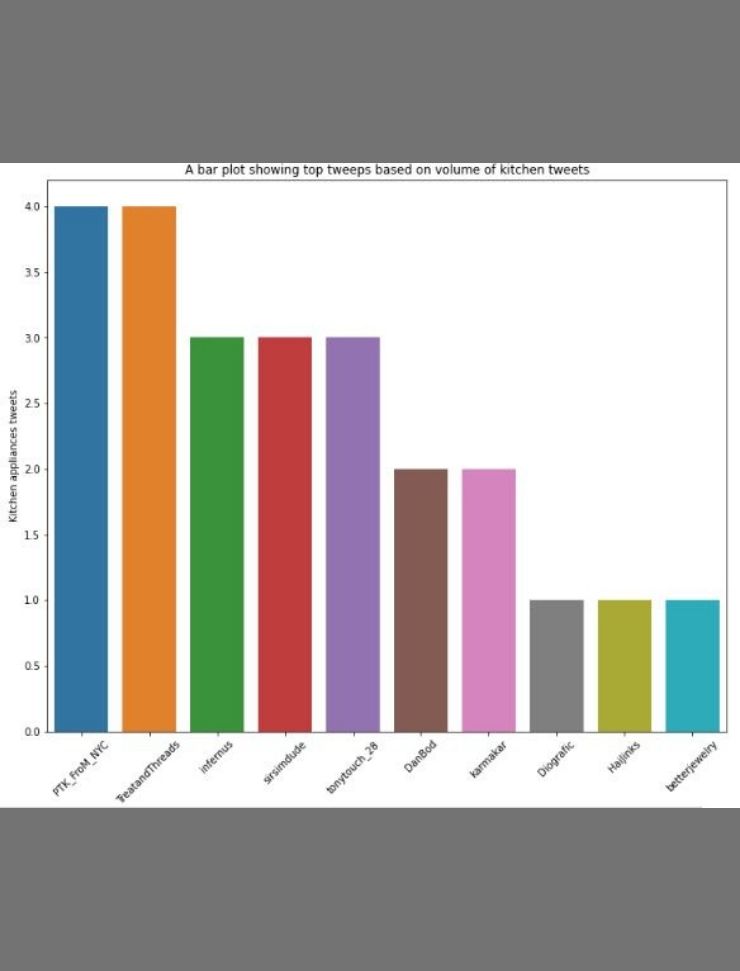 A bar plot showing top tweeps based on volume of kitchen tweets
Kitchen appliances tweets
4.0
3.5
3.0
2.5
2.0
1.5
1.0
0.5
0.0
PTK_FroM_NYC
TreatandThreads
infernus
sirsimdude
tonytouch_28
DanBod
karmakar
Diografic
betterjewelry